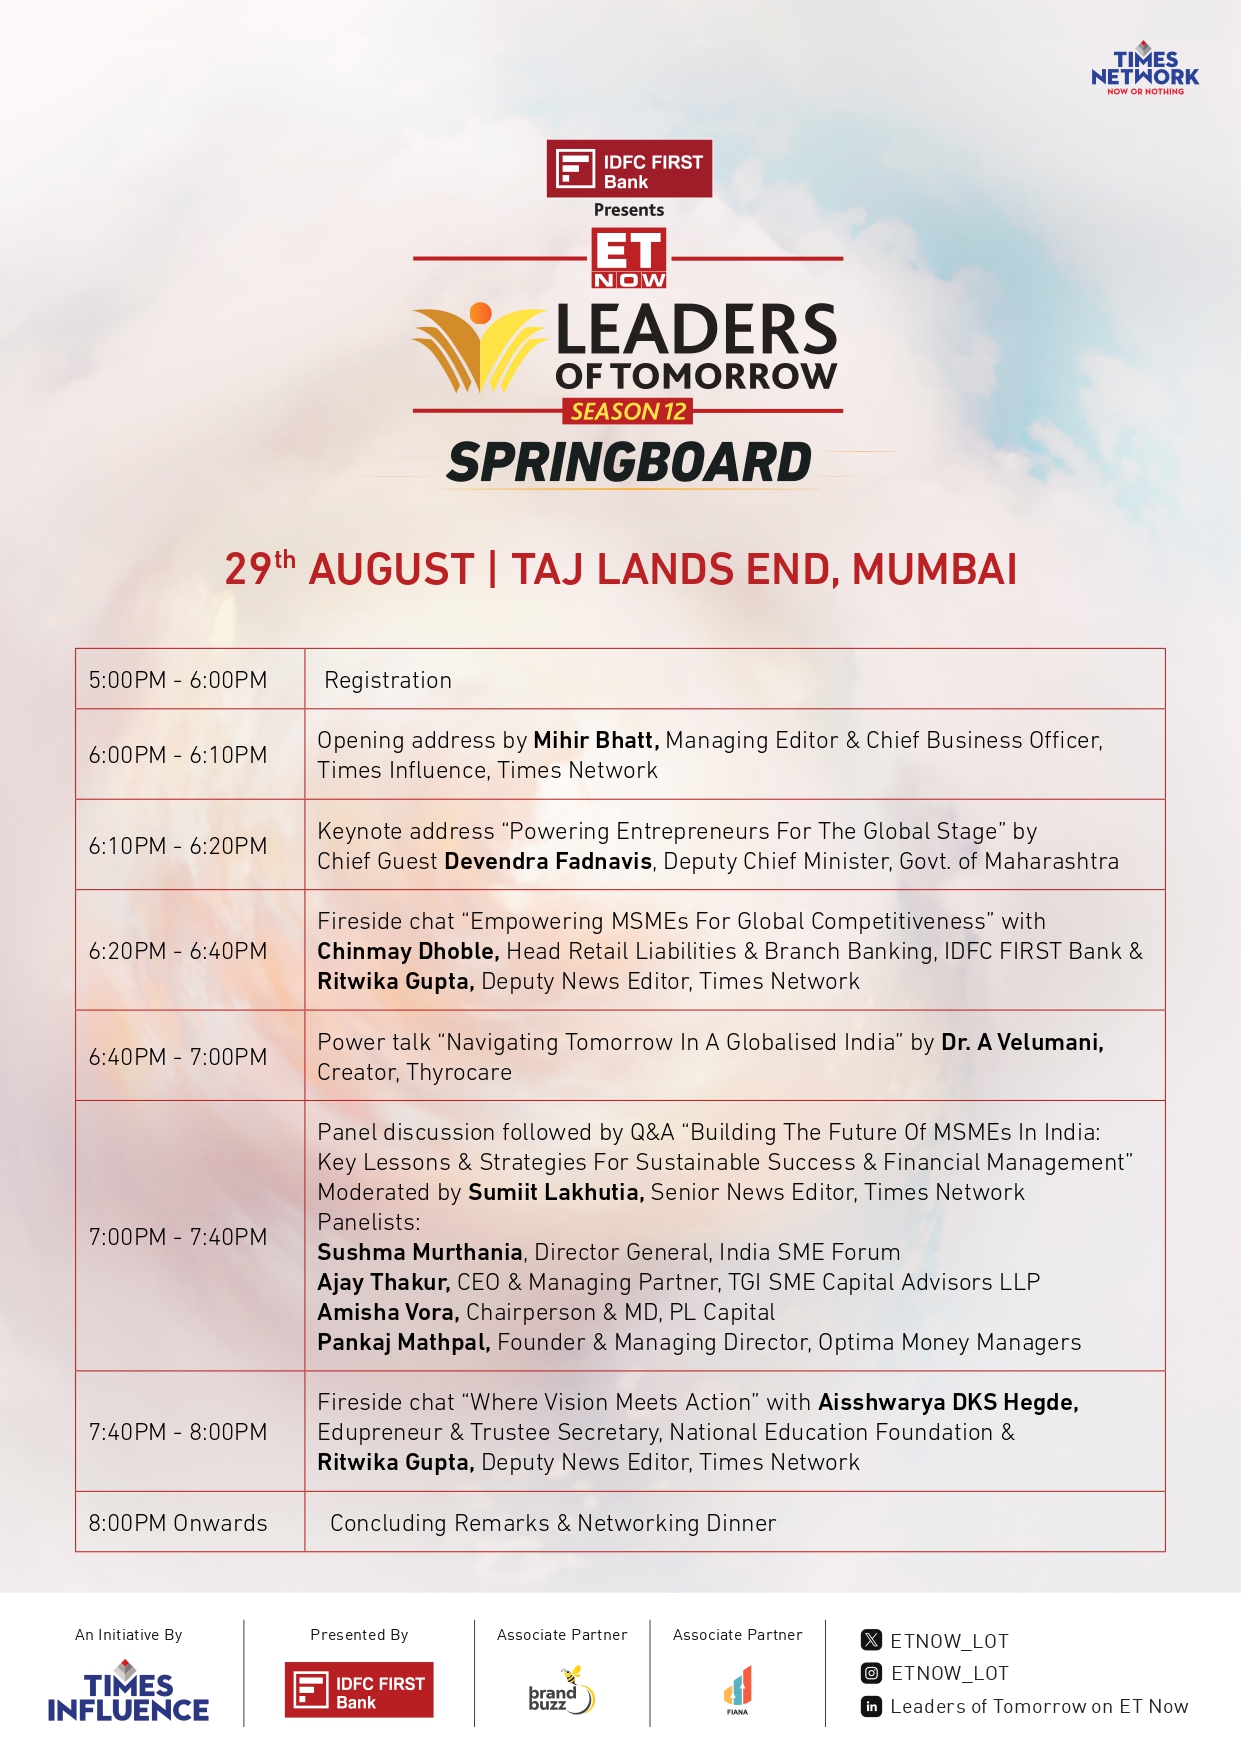 TIMES
NETWORK
NOW OR NOTHING
IDFC FIRST
Bank
Presents
ET
NOW
LEADERS
OF TOMORROW
SEASON 12
SPRINGBOARD
29th AUGUST | TAJ LANDS END, MUMBAI
5:00PM - 6:00PM
Registration
6:00PM - 6:10PM
Opening address by Mihir Bhatt, Managing Editor & Chief Business Officer,
Times Influence, Times Network
6:10PM - 6:20PM
Keynote address “Powering Entrepreneurs For The Global Stage” by
Chief Guest Devendra Fadnavis, Deputy Chief Minister, Govt. of Maharashtra
6:20PM - 6:40PM
Fireside chat “Empowering MSMEs For Global Competitiveness” with
Chinmay Dhoble, Head Retail Liabilities & Branch Banking, IDFC FIRST Bank &
Ritwika Gupta, Deputy News Editor, Times Network
6:40PM - 7:00PM
Power talk “Navigating Tomorrow In A Globalised India” by Dr. A Velumani,
Creator, Thyrocare
7:00PM - 7:40PM
Panel discussion followed by Q&A “Building The Future Of MSMEs In India:
Key Lessons & Strategies For Sustainable Success & Financial Management”
Moderated by Sumiit Lakhutia, Senior News Editor, Times Network
Panelists:
Sushma Murthania, Director General, India SME Forum
Ajay Thakur, CEO & Managing Partner, TGI SME Capital Advisors LLP
Amisha Vora, Chairperson & MD, PL Capital
Pankaj Mathpal, Founder & Managing Director, Optima Money Managers
7:40PM - 8:00PM
Fireside chat “Where Vision Meets Action” with Aisshwarya DKS Hegde,
Edupreneur & Trustee Secretary, National Education Foundation &
Ritwika Gupta, Deputy News Editor, Times Network
8:00PM Onwards
Concluding Remarks & Networking Dinner
An Initiative By
TIMES
INFLUENCE
Presented By
IDFC FIRST
Bank
Associate Partner
brand
buzz
Associate Partner
FIANA
ETNOW_LOT
ETNOW_LOT
Leaders of Tomorrow on ET Now